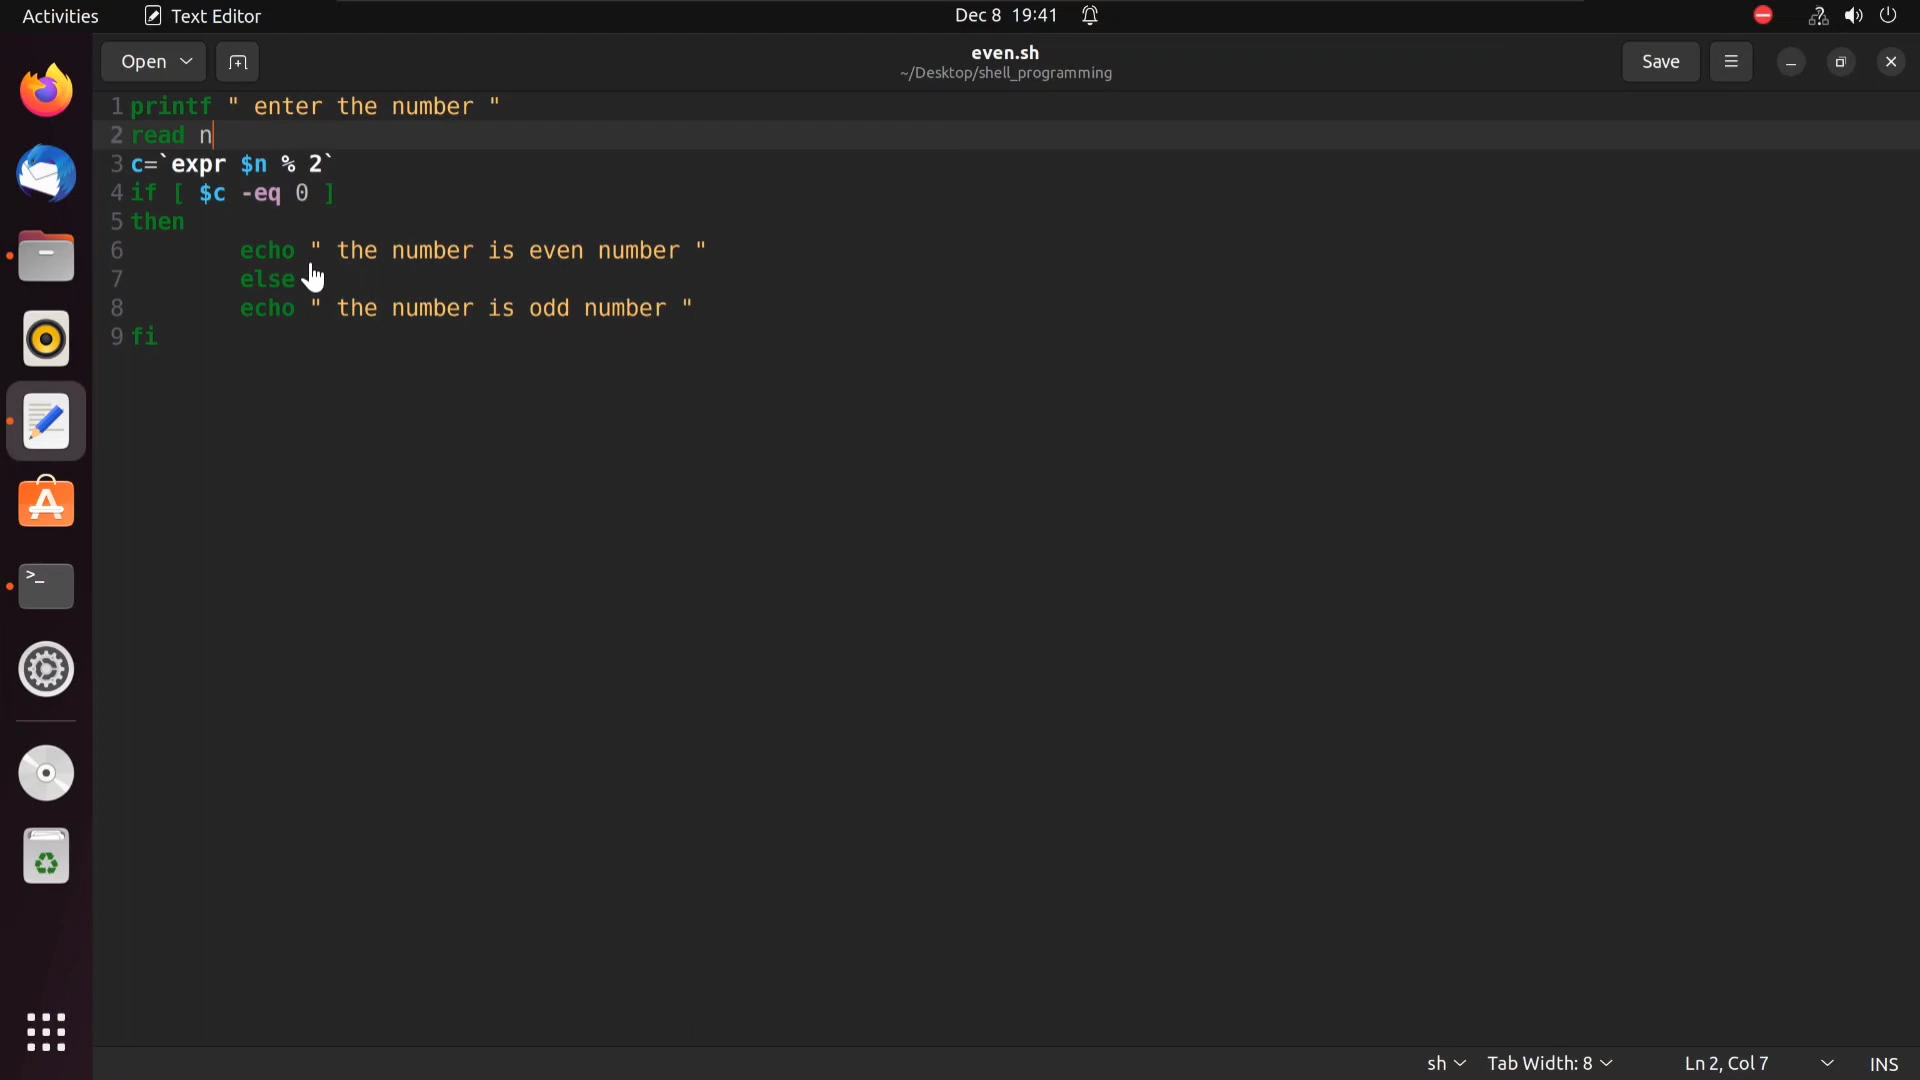 Activities Text Editor Dec 8 19:41
Open even.sh Save
~/Desktop/shell_programming
1 printf " enter the number "
2 read n
3 c=`expr $n % 2`
4 if [ $c -eq 0 ]
5 then
6 echo " the number is even number "
7 else
8 echo " the number is odd number "
9 fi
sh Tab Width: 8 Ln 2, Col 7 INS